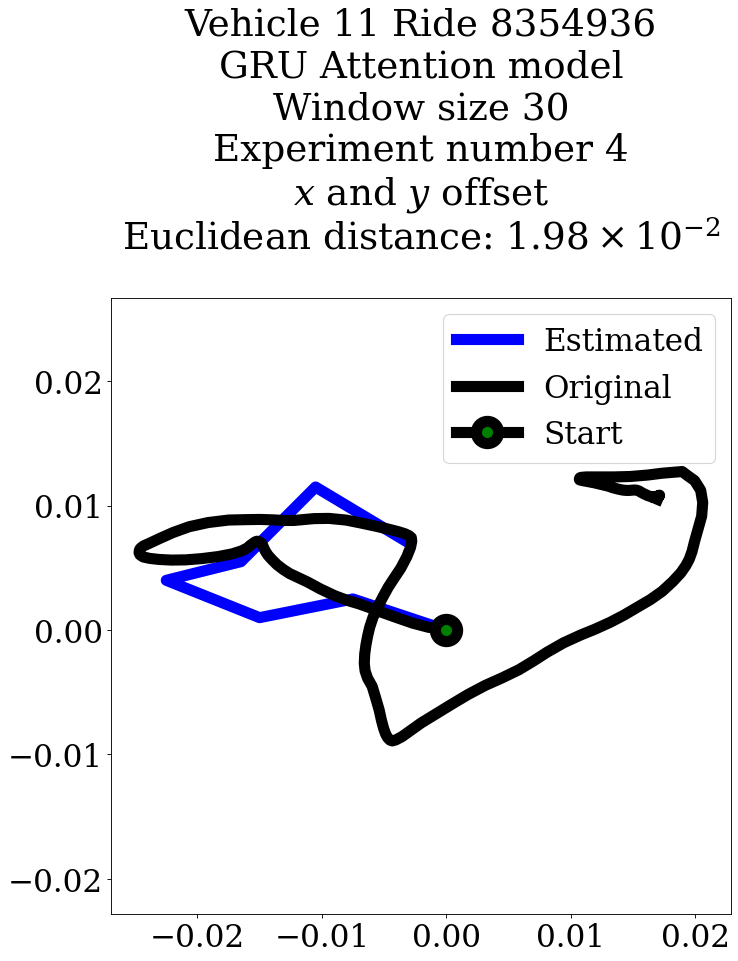 Vehicle 11 Ride 8354936
GRU Attention model
Window size 30
Experiment number 4
x and y offset
Euclidean distance: 1.98 × 10⁻²
Estimated
Original
Start
0.02
0.01
0.00
−0.01
−0.02
−0.02 −0.01 0.00 0.01 0.02